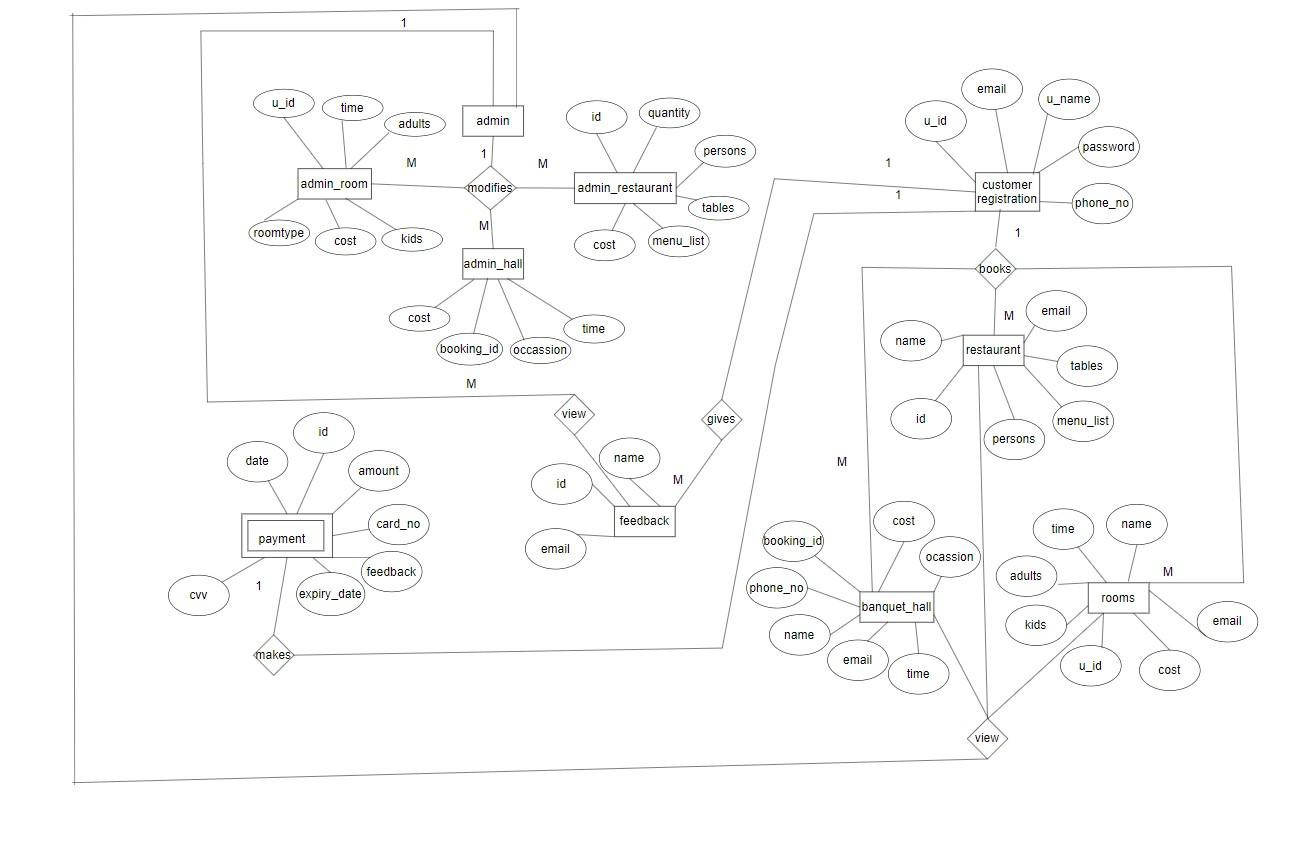 1
email
u_id
time
adults
admin
id
quantity
u_name
u_id
password
persons
M
1
M
1
admin_room
modifies
admin_restaurant
customer
registration
1
phone_no
tables
roomtype
cost
kids
M
cost
menu_list
1
admin_hall
books
cost
booking_id
occassion
time
M
email
name
restaurant
tables
M
view
gives
id
persons
menu_list
id
date
amount
name
M
M
id
card_no
payment
feedback
email
feedback
cvv
1
expiry_date
makes
cost
booking_id
ocassion
phone_no
banquet_hall
name
email
time
time
name
adults
M
rooms
kids
email
u_id
cost
view